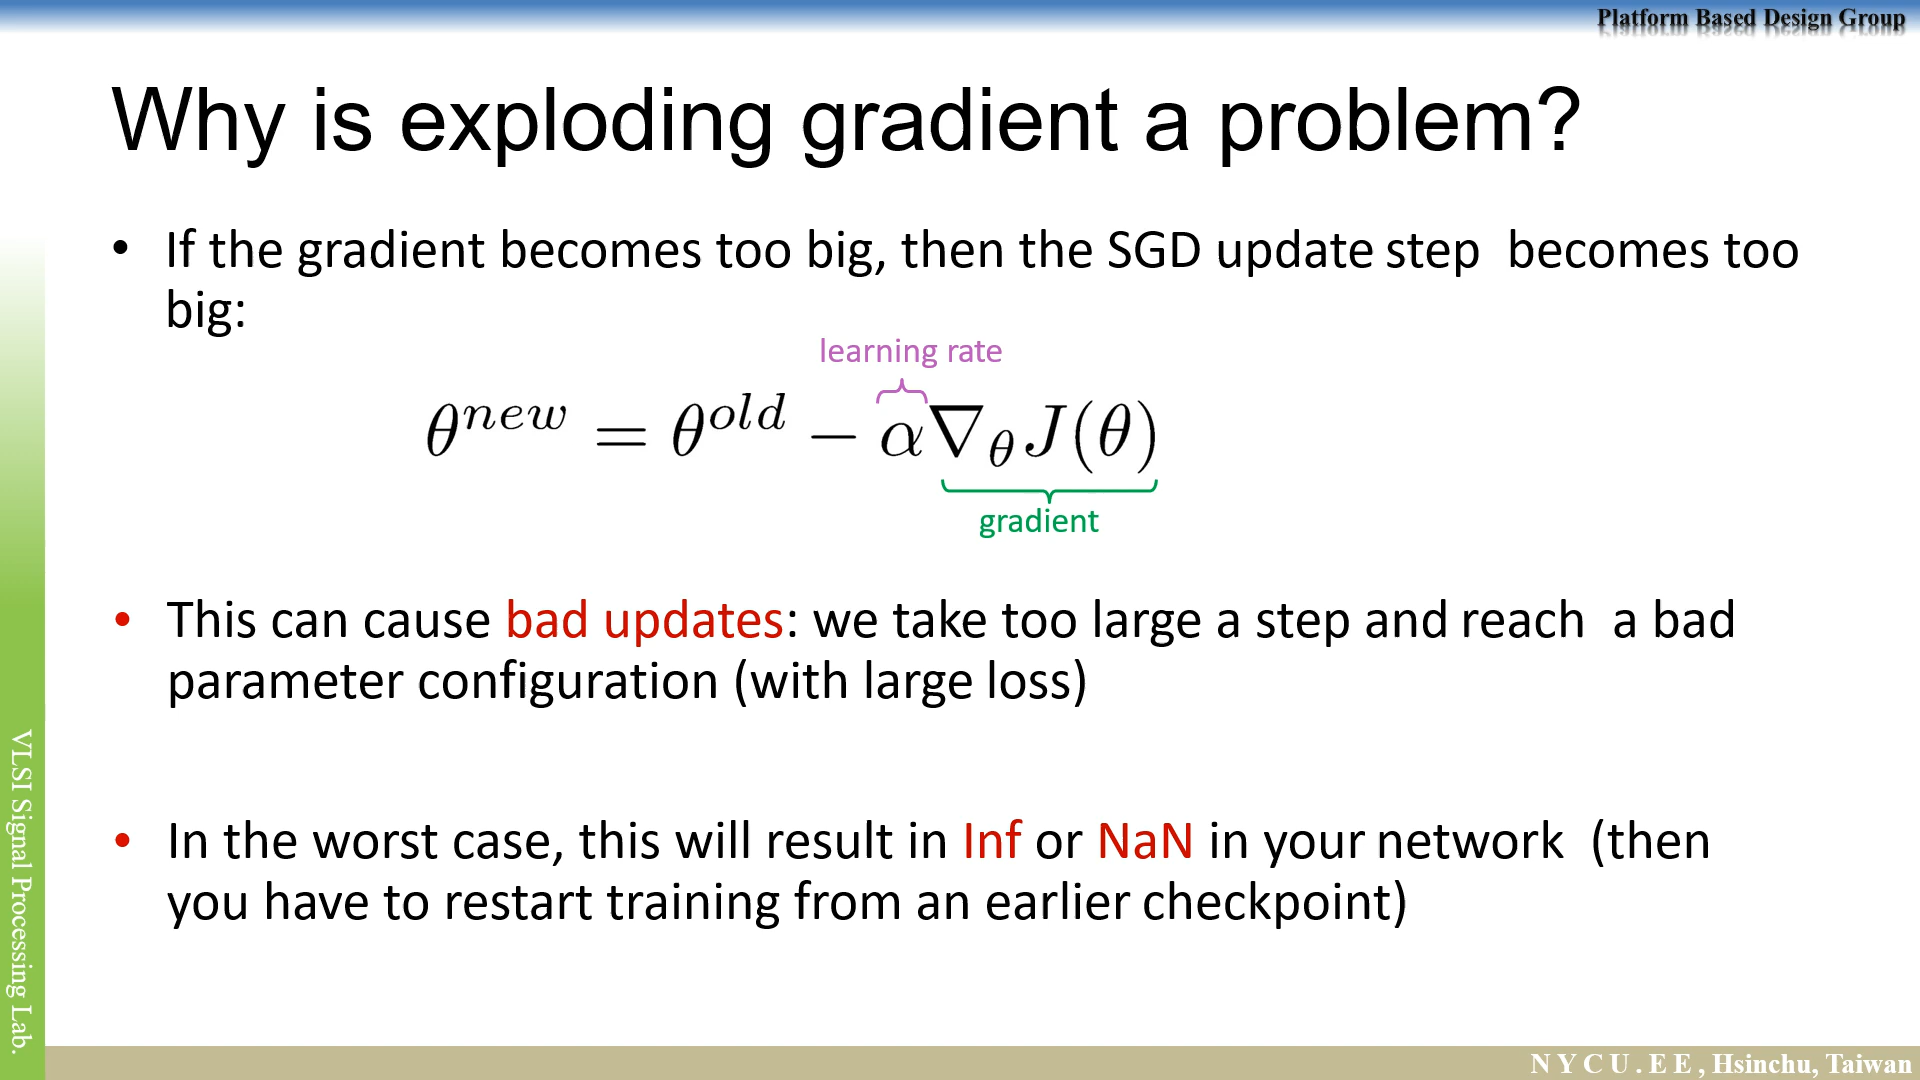 Platform Based Design Group
Why is exploding gradient a problem?
• If the gradient becomes too big, then the SGD update step becomes too
big:
learning rate
θ^{new} = θ^{old} − α∇_θ J(θ)
gradient
• This can cause bad updates: we take too large a step and reach a bad
parameter configuration (with large loss)
• In the worst case, this will result in Inf or NaN in your network (then
you have to restart training from an earlier checkpoint)
VLSI Signal Processing Lab.
N Y C U . E E , Hsinchu, Taiwan